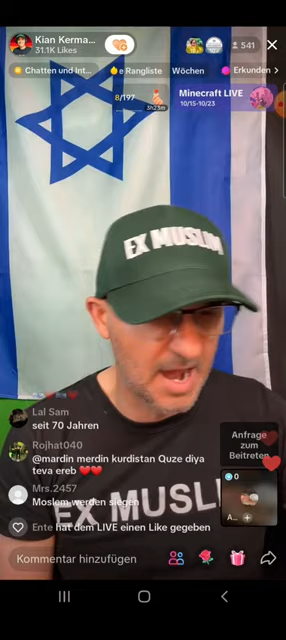 Kian Kerma...
31.1K Likes
541
Chatten und Int...
e Rangliste
Wöchen
Erkunden
8/197
3h23m
Minecraft LIVE
10/15-10/23
EX MUSLIM
Lal Sam
seit 70 Jahren
Rojhat040
@mardin merdin kurdistan Quze diya
teva ereb
Anfrage
zum
Beitreten
0
Mrs.2457
Moslem werden siegen
EX MUSLI
A...
Ente hat dem LIVE einen Like gegeben
Kommentar hinzufügen